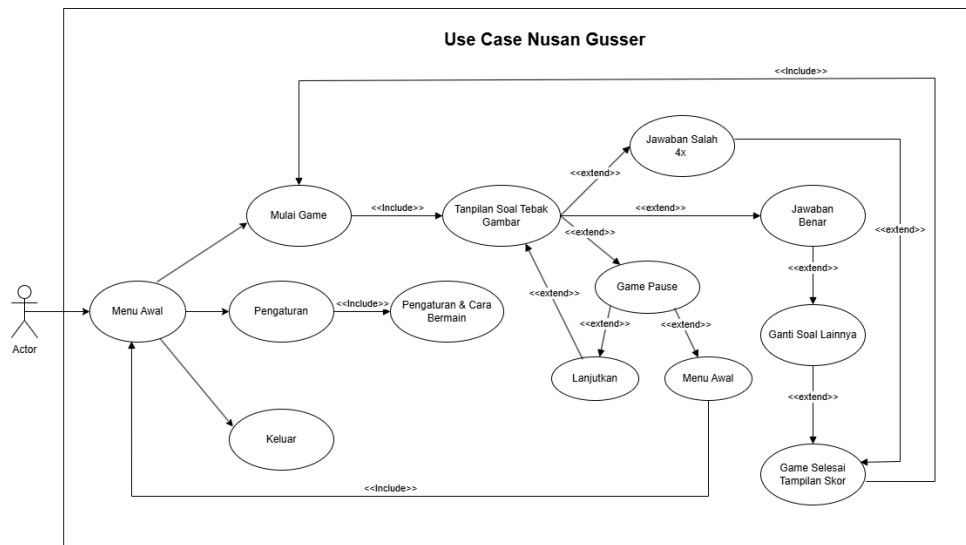 Use Case Nusan Gusser
<<Include>>
Jawaban Salah
4x
<<extend>>
Mulai Game
<<Include>>
Tanpilan Soal Tebak
Gambar
<<extend>>
Jawaban
Benar
<<extend>>
<<extend>>
<<extend>>
Game Pause
Actor
Menu Awal
Pengaturan
<<Include>>
Pengaturan & Cara
Bermain
<<extend>>
<<extend>>
<<extend>>
Ganti Soal Lainnya
Lanjutkan
Menu Awal
<<extend>>
Keluar
Game Selesai
Tampilan Skor
<<Include>>